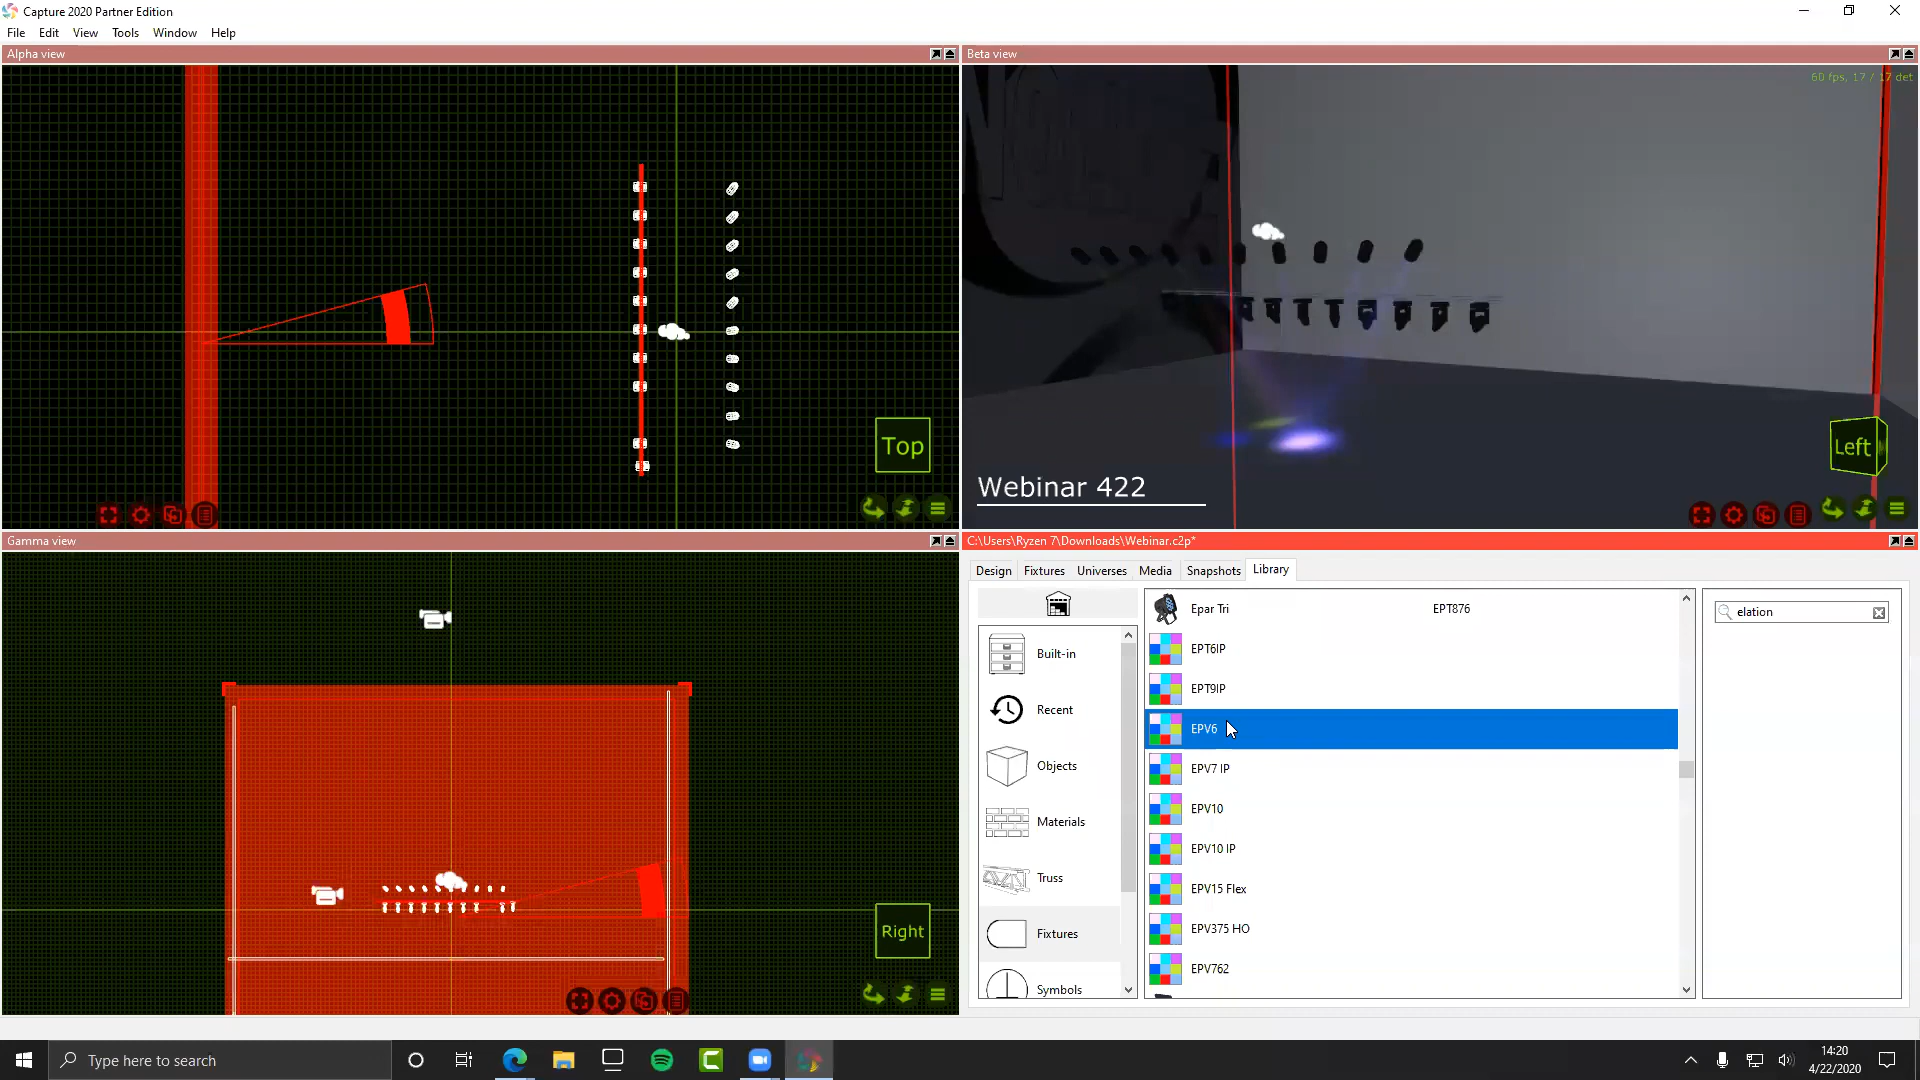 Capture 2020 Partner Edition
File Edit View Tools Window Help
Alpha view
Top
Beta view
60 fps, 17 / 17 det
Left
Webinar 422
Gamma view
Right
C:\Users\Ryzen 7\Downloads\Webinar.c2p*
Design Fixtures Universes Media Snapshots Library
Built-in
Recent
Objects
Materials
Truss
Fixtures
Symbols
Epar Tri EPT876
EPT6IP
EPT9IP
EPV6
EPV7 IP
EPV10
EPV10 IP
EPV15 Flex
EPV375 HO
EPV762
elation
Type here to search
14:20
4/22/2020